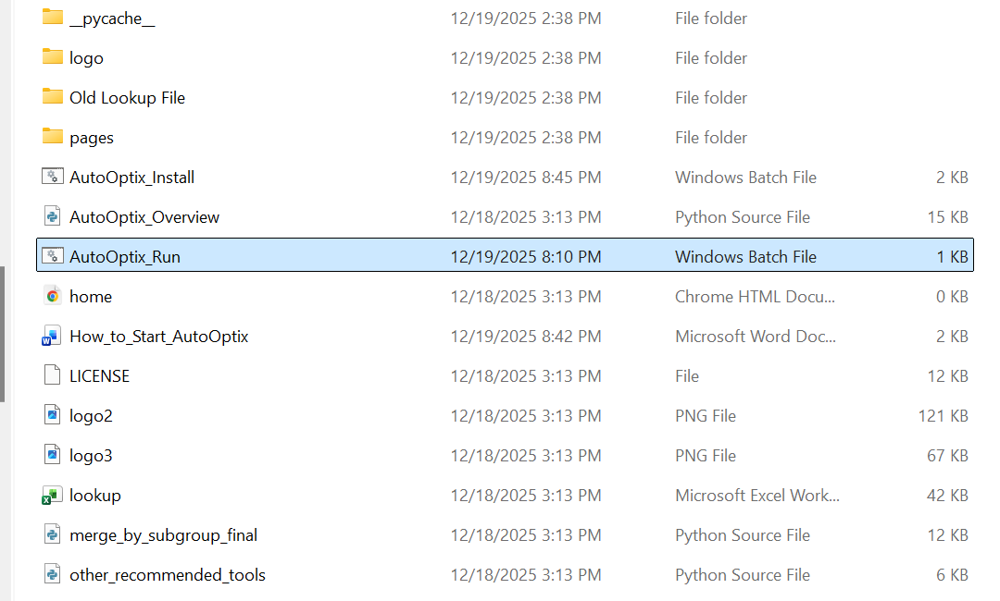 __pycache__ 12/19/2025 2:38 PM File folder
logo 12/19/2025 2:38 PM File folder
Old Lookup File 12/19/2025 2:38 PM File folder
pages 12/19/2025 2:38 PM File folder
AutoOptix_Install 12/19/2025 8:45 PM Windows Batch File 2 KB
AutoOptix_Overview 12/18/2025 3:13 PM Python Source File 15 KB
AutoOptix_Run 12/19/2025 8:10 PM Windows Batch File 1 KB
home 12/18/2025 3:13 PM Chrome HTML Docu... 0 KB
How_to_Start_AutoOptix 12/19/2025 8:42 PM Microsoft Word Doc... 2 KB
LICENSE 12/18/2025 3:13 PM File 12 KB
logo2 12/18/2025 3:13 PM PNG File 121 KB
logo3 12/18/2025 3:13 PM PNG File 67 KB
lookup 12/18/2025 3:13 PM Microsoft Excel Work... 42 KB
merge_by_subgroup_final 12/18/2025 3:13 PM Python Source File 12 KB
other_recommended_tools 12/18/2025 3:13 PM Python Source File 6 KB